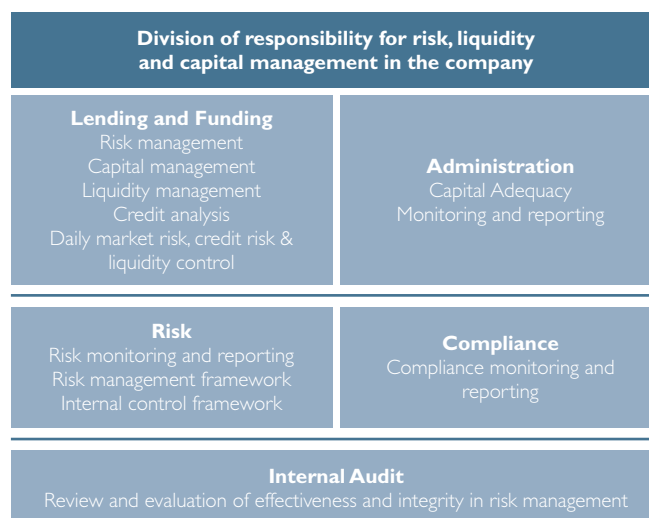 Division of responsibility for risk, liquidity
and capital management in the company
Lending and Funding
Risk management
Capital management
Liquidity management
Credit analysis
Daily market risk, credit risk &
liquidity control
Administration
Capital Adequacy
Monitoring and reporting
Risk
Risk monitoring and reporting
Risk management framework
Internal control framework
Compliance
Compliance monitoring and
reporting
Internal Audit
Review and evaluation of effectiveness and integrity in risk management